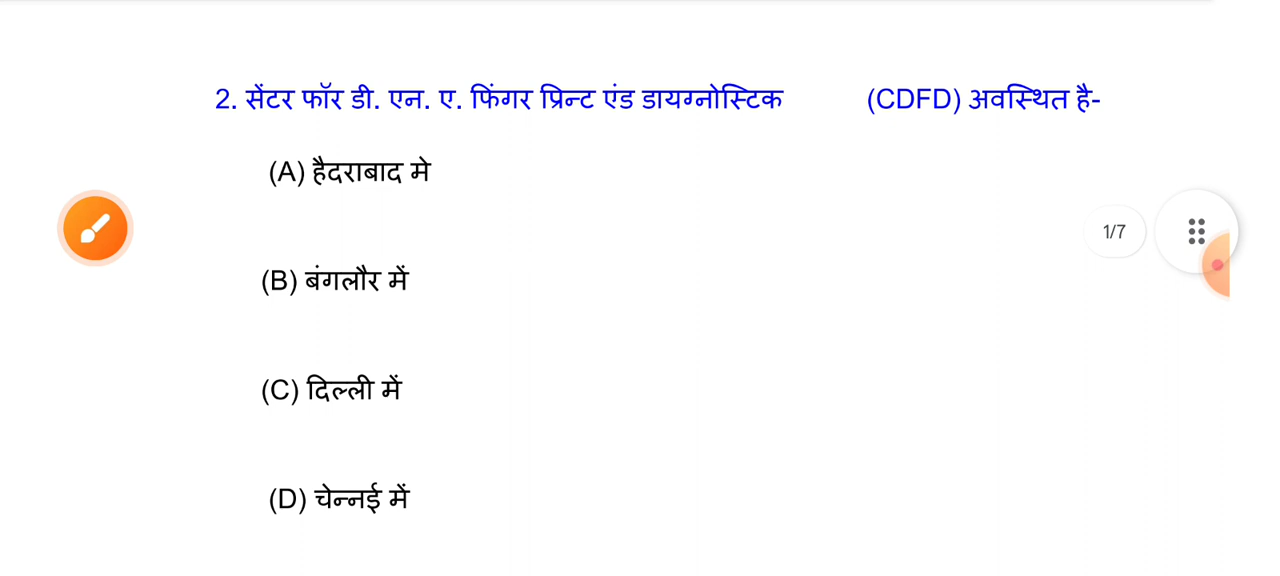 2. सेंटर फॉर डी. एन. ए. फिंगर प्रिन्ट एंड डायग्नोस्टिक (CDFD) अवस्थित है-
(A) हैदराबाद मे
1/7
(B) बंगलौर में
(C) दिल्ली में
(D) चेन्नई में